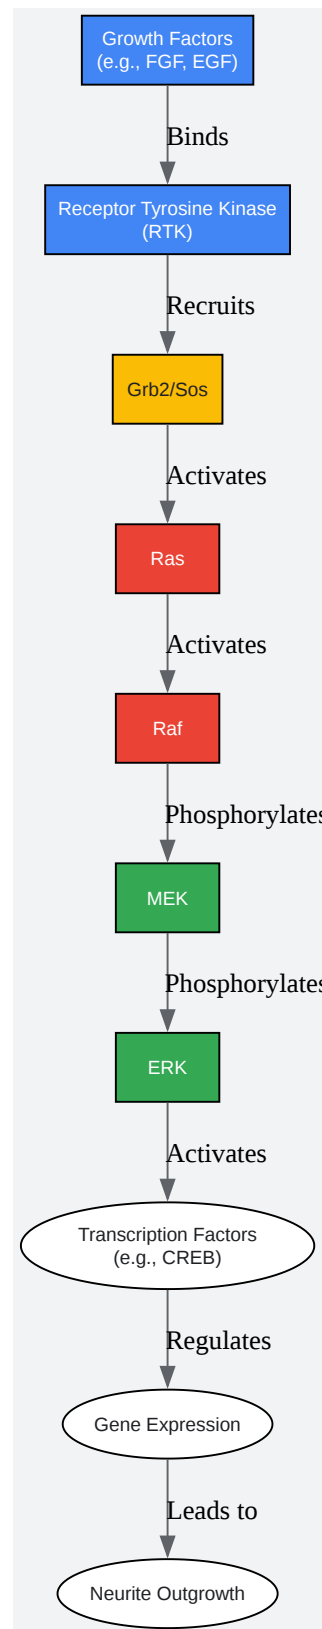 Growth Factors
(e.g., FGF, EGF)
Binds
Receptor Tyrosine Kinase
(RTK)
Recruits
Grb2/Sos
Activates
Ras
Activates
Raf
Phosphorylates
MEK
Phosphorylates
ERK
Activates
Transcription Factors
(e.g., CREB)
Regulates
Gene Expression
Leads to
Neurite Outgrowth